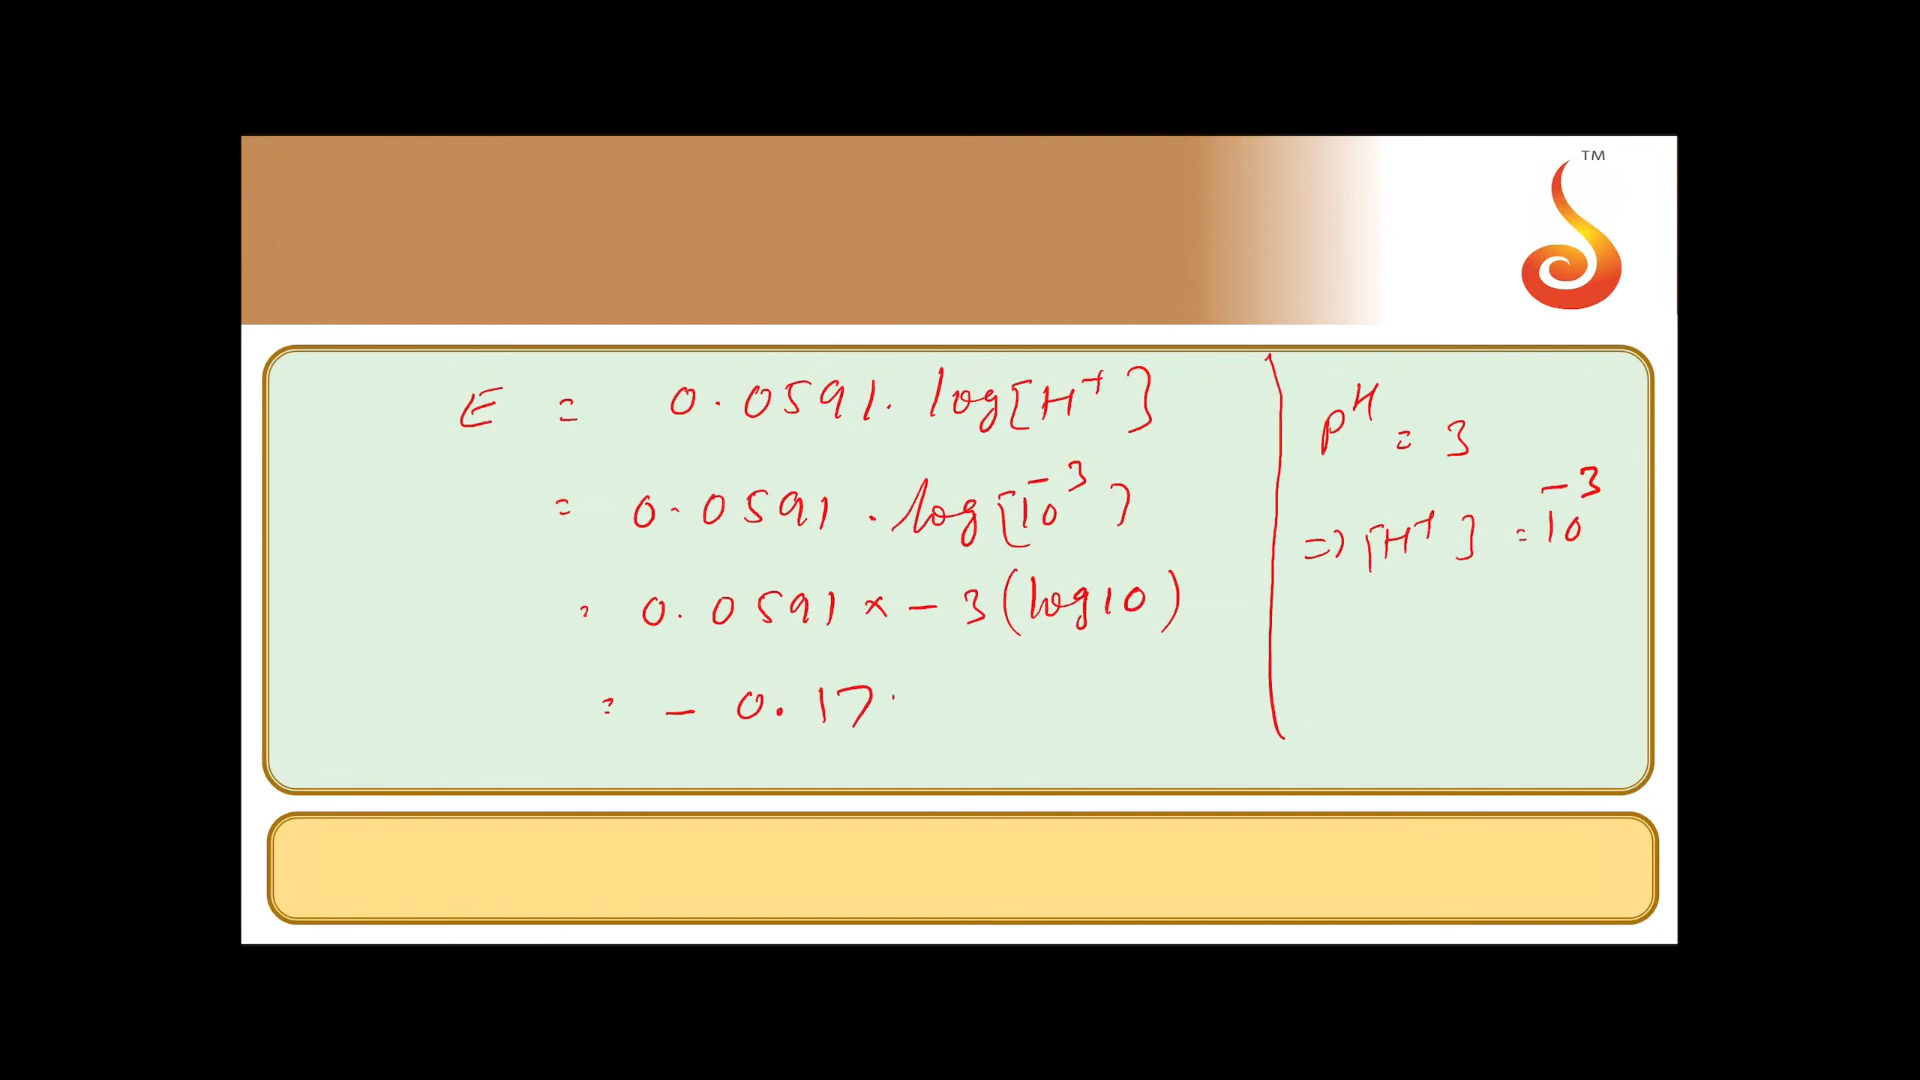 TM
E = 0.0591. log[H⁺]
= 0.0591 . log[10⁻³]
= 0.0591 x - 3 (log10)
= - 0.17
pH = 3
=> [H⁺] = 10⁻³